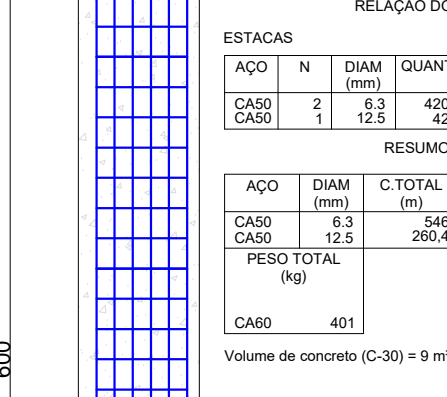 RELAÇÃO DO
ESTACAS
AÇO N DIAM (mm) QUANT
CA50 2 6.3 420
CA50 1 12.5 42
RESUMO
AÇO DIAM (mm) C.TOTAL (m)
CA50 6.3 546
CA50 12.5 260,4
PESO TOTAL
(kg)
CA60 401
Volume de concreto (C-30) = 9 m³
600